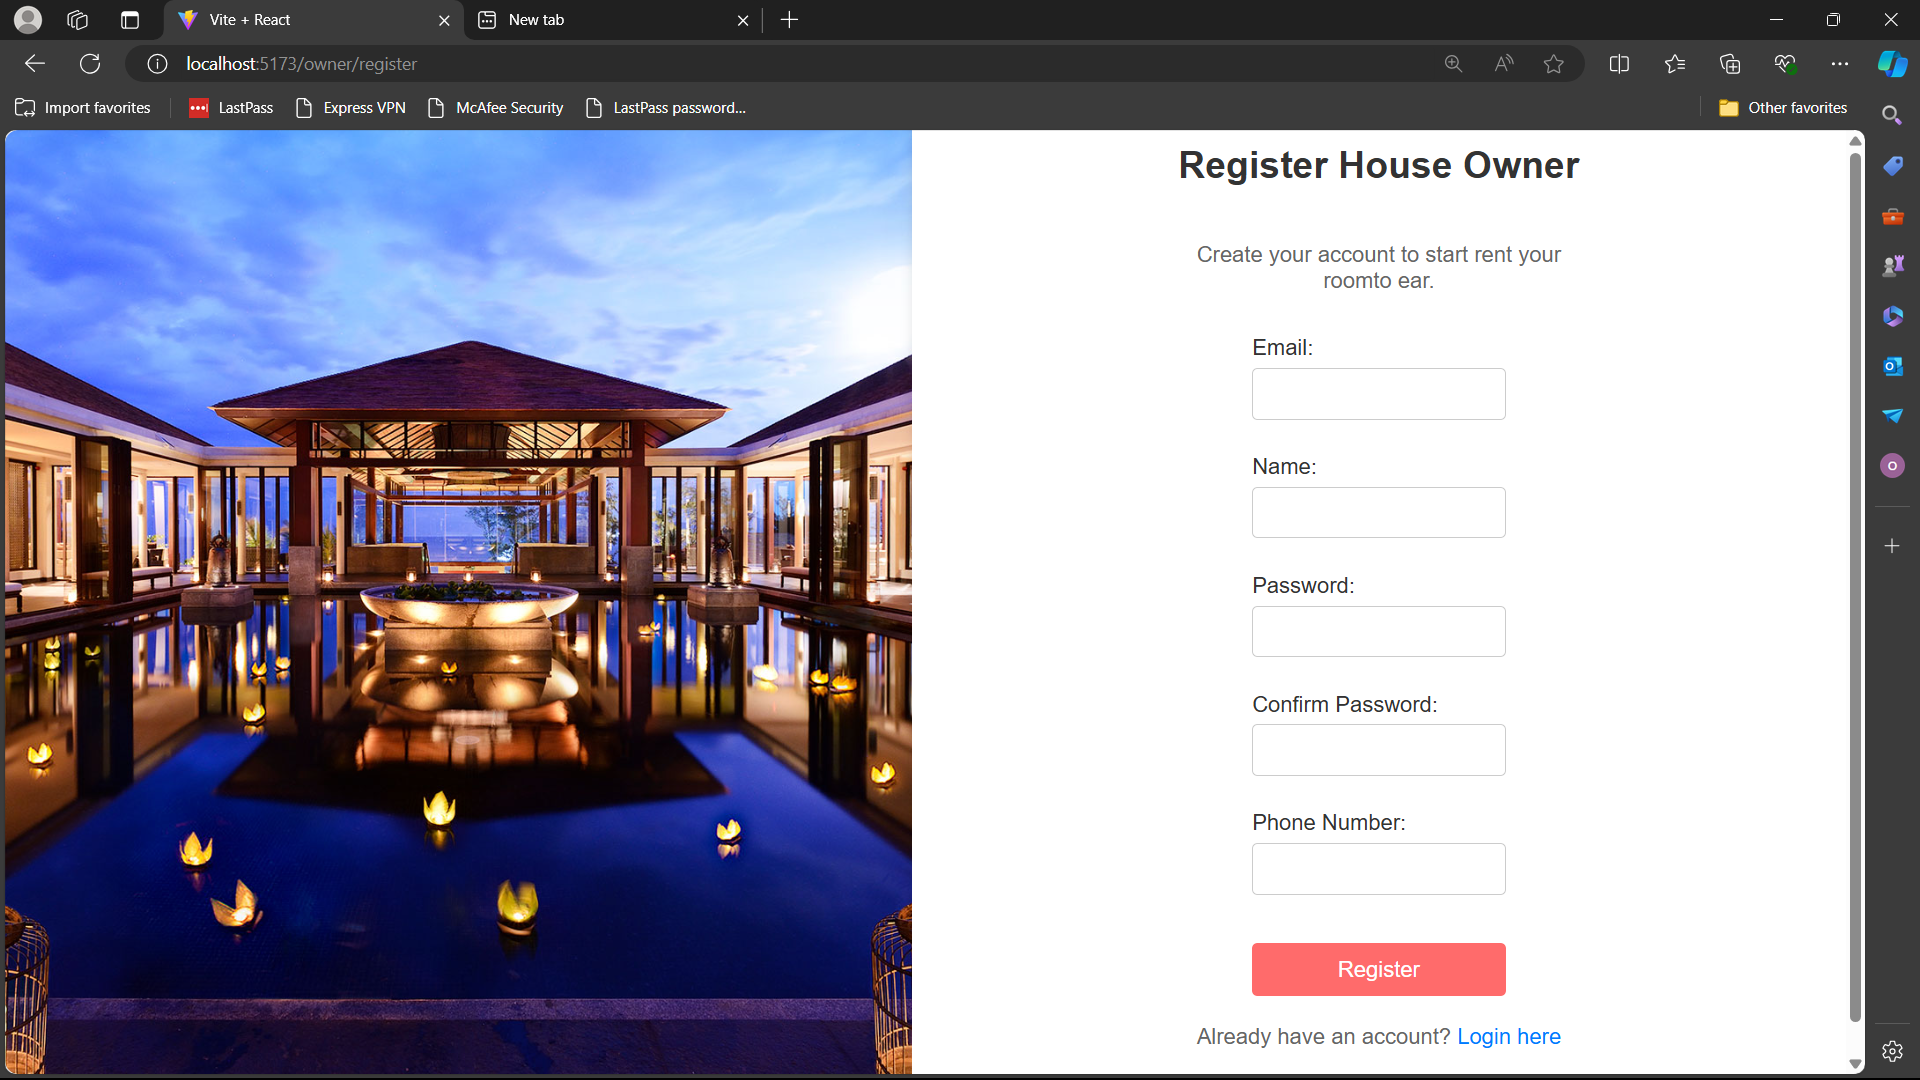 Vite + React
New tab
localhost:5173/owner/register
Import favorites
LastPass
Express VPN
McAfee Security
LastPass password...
Other favorites
Register House Owner
Create your account to start rent your
roomto ear.
Email:
Name:
Password:
Confirm Password:
Phone Number:
Register
Already have an account? Login here
O